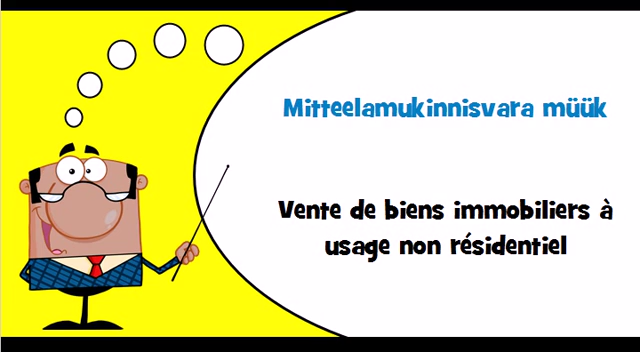 Mitteelamukinnisvara müük
Vente de biens immobiliers à
usage non résidentiel